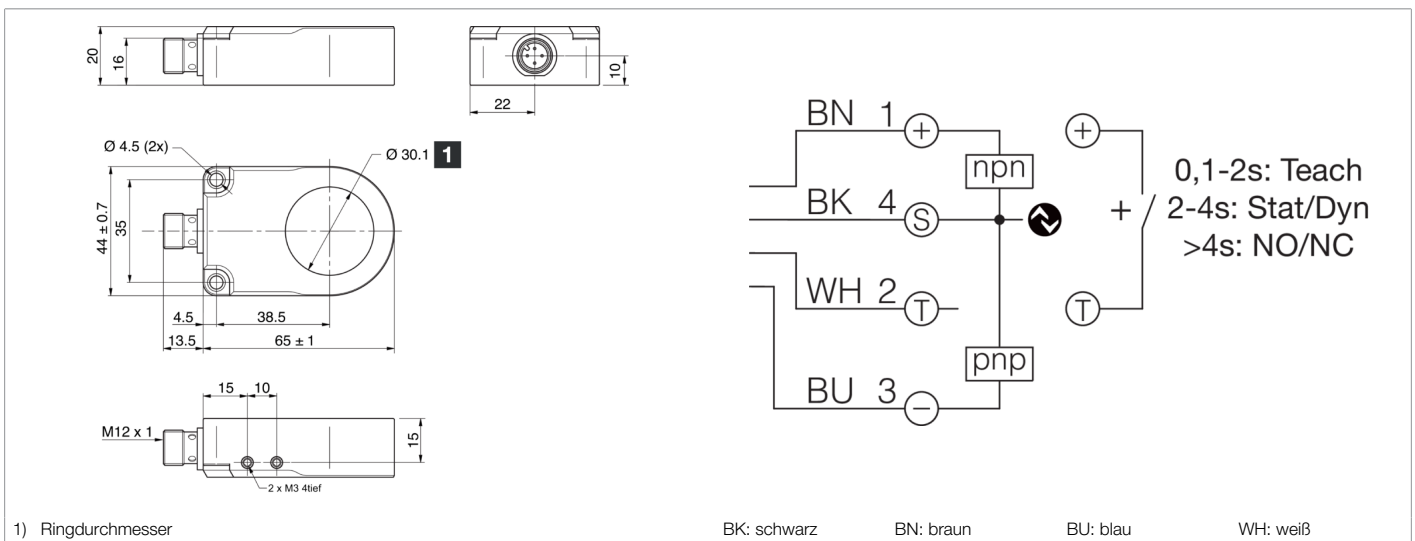 20
16
10
22
Ø 4.5 (2x)
Ø 30.1 1
44 ± 0.7
35
4.5
38.5
13.5
65 ± 1
15
10
M12 x 1
15
2 x M3 4tief
BN 1 +
npn
BK 4 S
WH 2 T
pnp
BU 3 −
+
+
T
0,1-2s: Teach
2-4s: Stat/Dyn
>4s: NO/NC
1) Ringdurchmesser
BK: schwarz BN: braun BU: blau WH: weiß